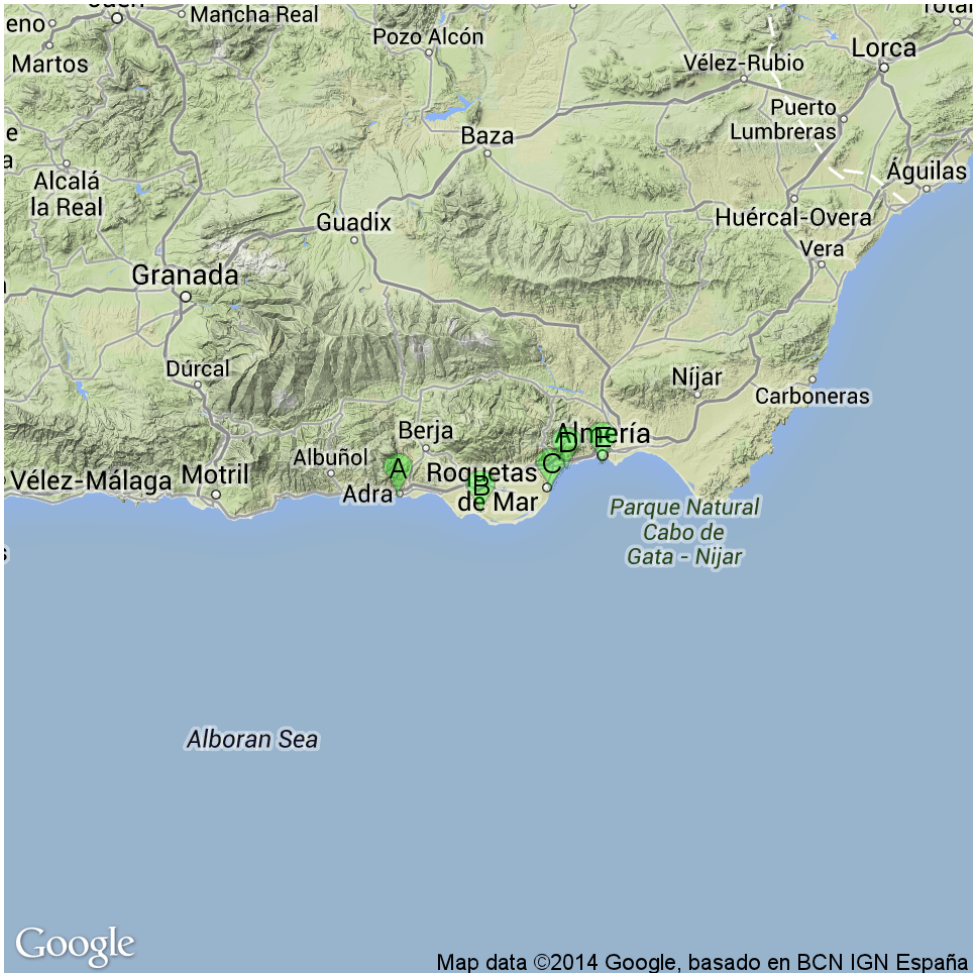 Jaén
Mancha Real
eno
Martos
Pozo Alcón
Lorca
Vélez-Rubio
Puerto
Lumbreras
Baza
e
a
Alcalá
la Real
Águilas
Guadix
Huércal-Overa
Vera
Granada
Dúrcal
Níjar
Carboneras
Berja
Almería
E
D
Albuñol
A
Roquetas
de Mar
C
B
Vélez-Málaga
Motril
Adra
Parque Natural
Cabo de
Gata - Nijar
s
Alboran Sea
Google
Map data ©2014 Google, basado en BCN IGN España